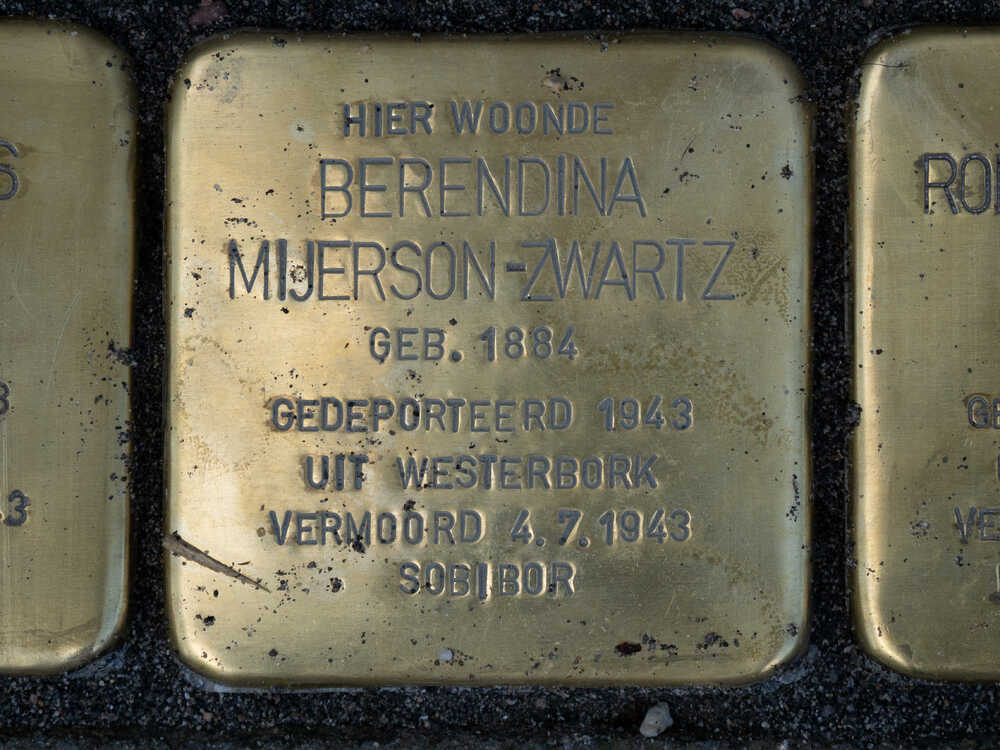 HIER WOONDE
BERENDINA
MIJERSON-ZWARTZ
GEB. 1884
GEDEPORTEERD 1943
UIT WESTERBORK
VERMOORD 4.7.1943
SOBIBOR